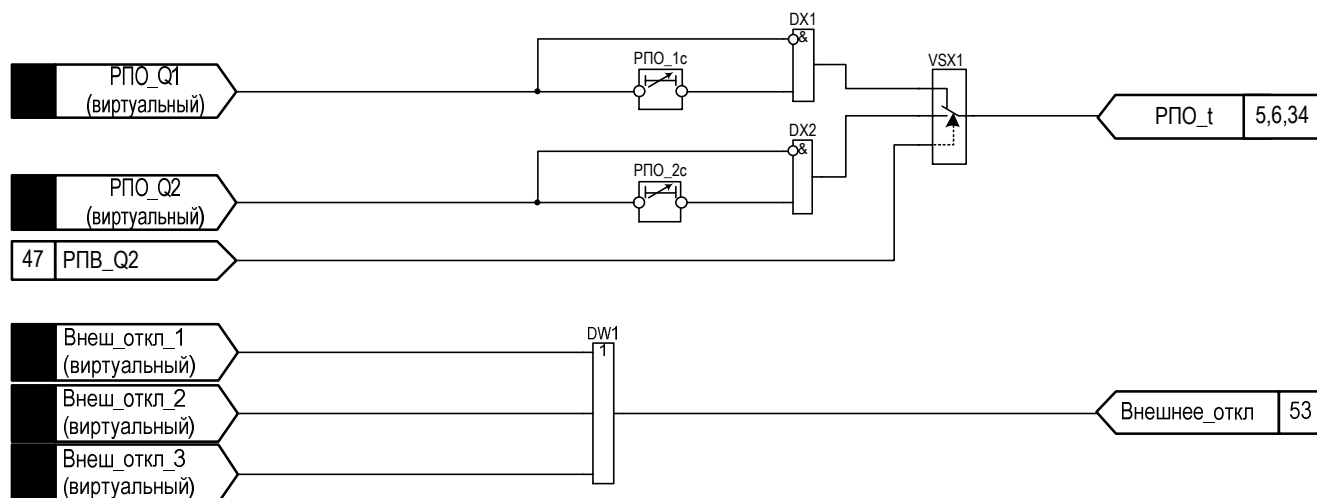 DX1
&
РПО_1с
VSX1
РПО_Q1
(виртуальный)
РПО_t
5,6,34
DX2
&
РПО_2с
РПО_Q2
(виртуальный)
47
РПВ_Q2
Внеш_откл_1
(виртуальный)
DW1
1
Внеш_откл_2
(виртуальный)
Внешнее_откл
53
Внеш_откл_3
(виртуальный)